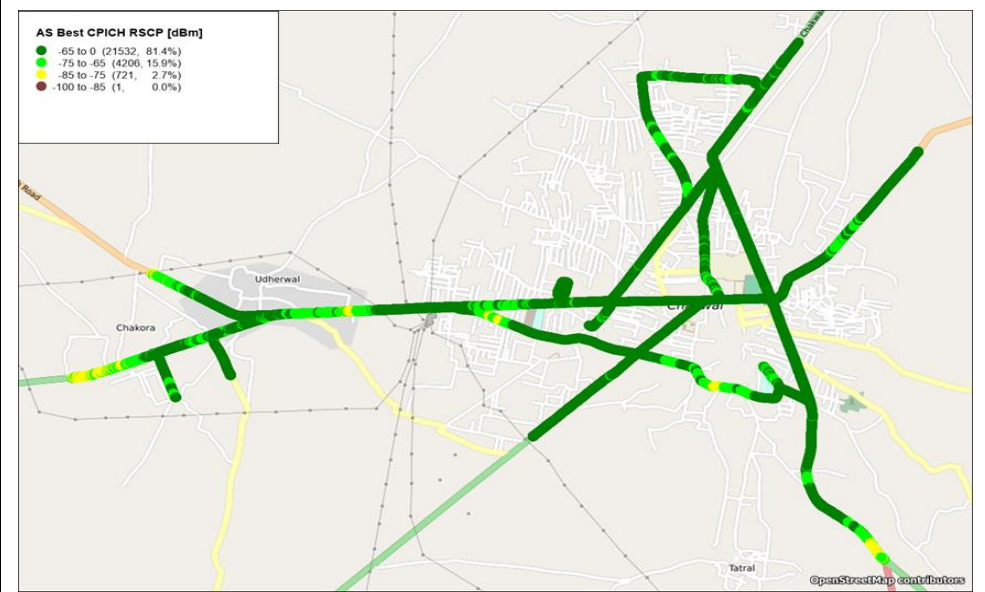 AS Best CPICH RSCP [dBm]
-65 to 0 (21532, 81.4%)
-75 to -65 (4206, 15.9%)
-85 to -75 (721, 2.7%)
-100 to -85 (1, 0.0%)
Road
Udherwal
Chakora
Tatral
OpenStreetMap contributors